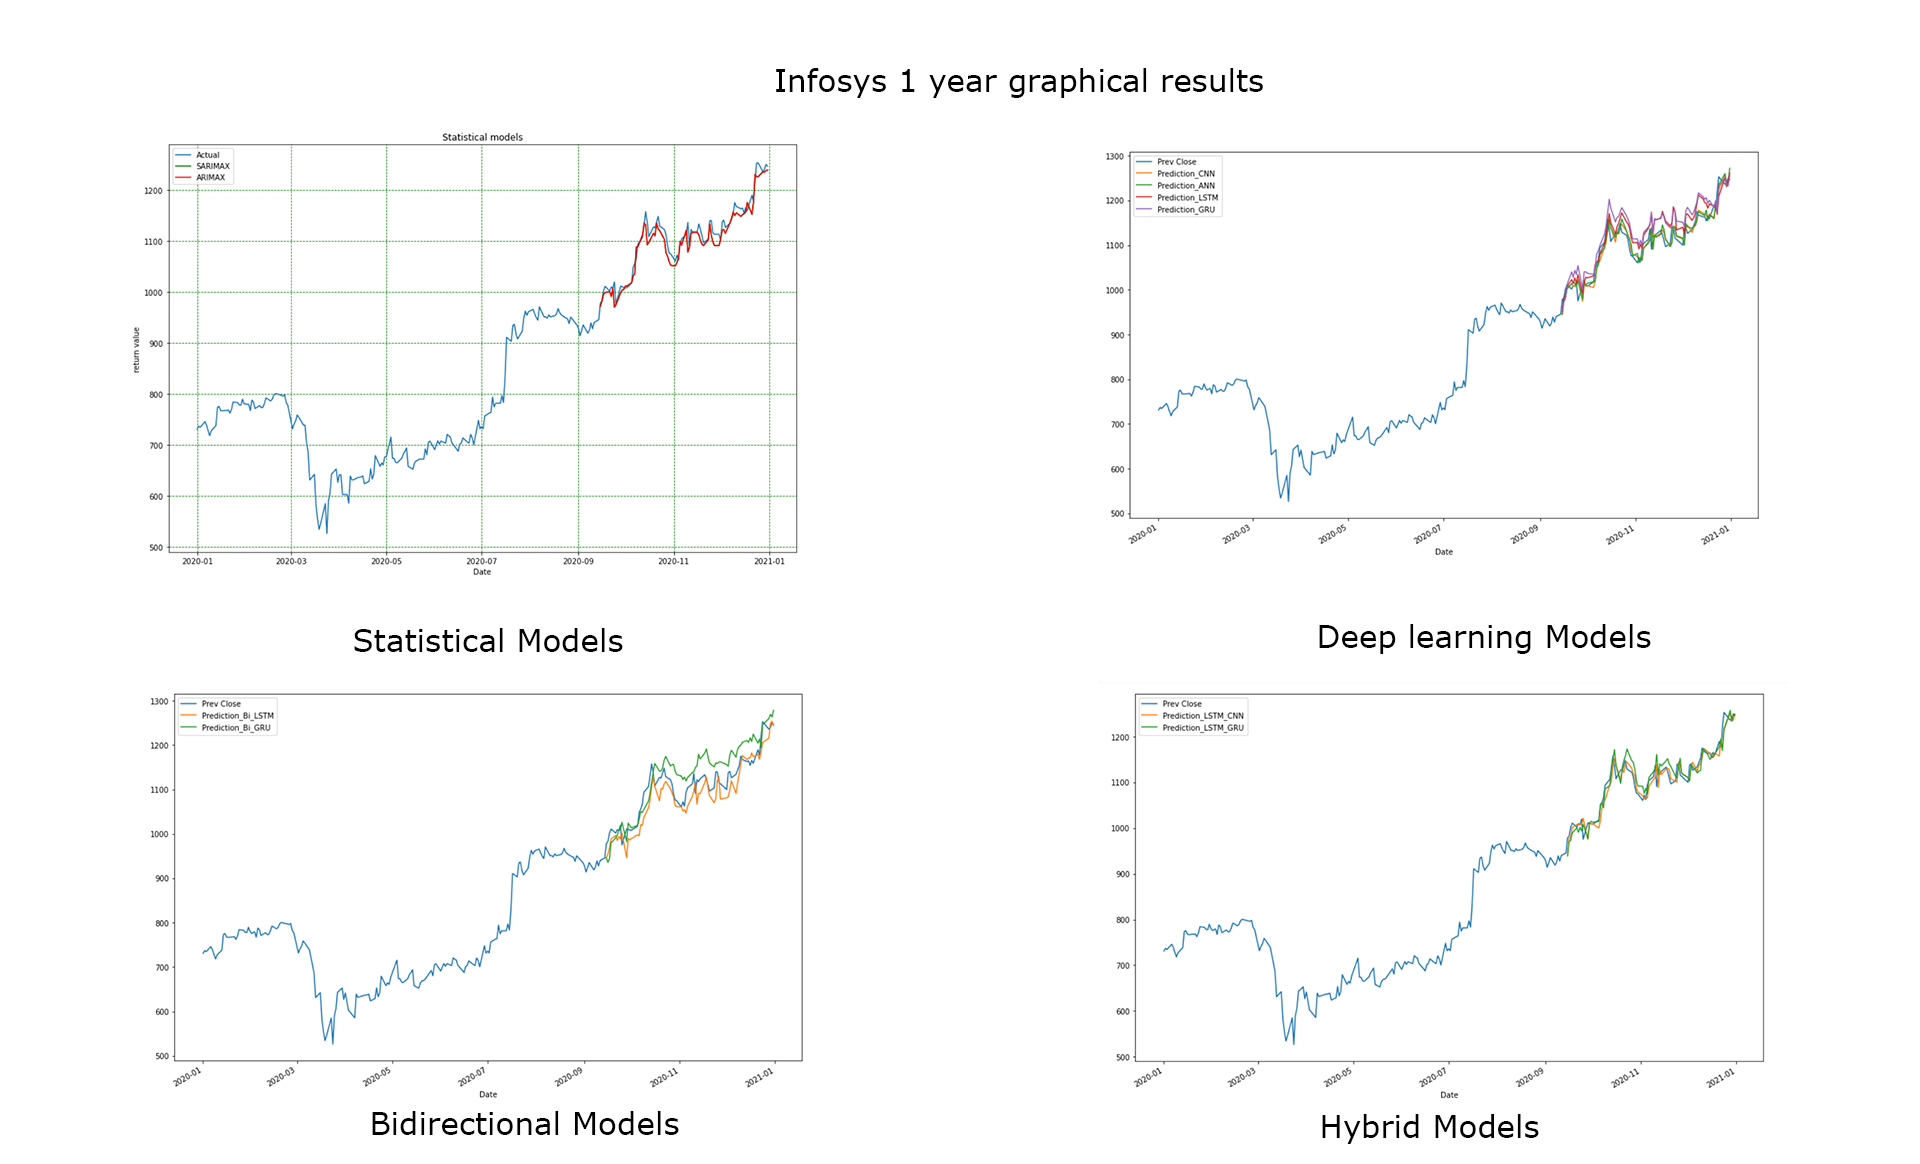 Infosys 1 year graphical results
Statistical models
Actual
SARIMAX
ARIMAX
1200
1100
1000
900
800
700
600
500
return value
2020-01 2020-03 2020-05 2020-07 2020-09 2020-11 2021-01
Date
Statistical Models
Prev Close
Prediction_CNN
Prediction_ANN
Prediction_LSTM
Prediction_GRU
1300
1200
1100
1000
900
800
700
600
500
2020-01 2020-03 2020-05 2020-07 2020-09 2020-11 2021-01
Date
Deep learning Models
Prev Close
Prediction_Bi_LSTM
Prediction_Bi_GRU
1300
1200
1100
1000
900
800
700
600
500
2020-01 2020-03 2020-05 2020-07 2020-09 2020-11 2021-01
Date
Bidirectional Models
Prev Close
Prediction_LSTM_CNN
Prediction_LSTM_GRU
1200
1100
1000
900
800
700
600
500
2020-01 2020-03 2020-05 2020-07 2020-09 2020-11 2021-01
Date
Hybrid Models